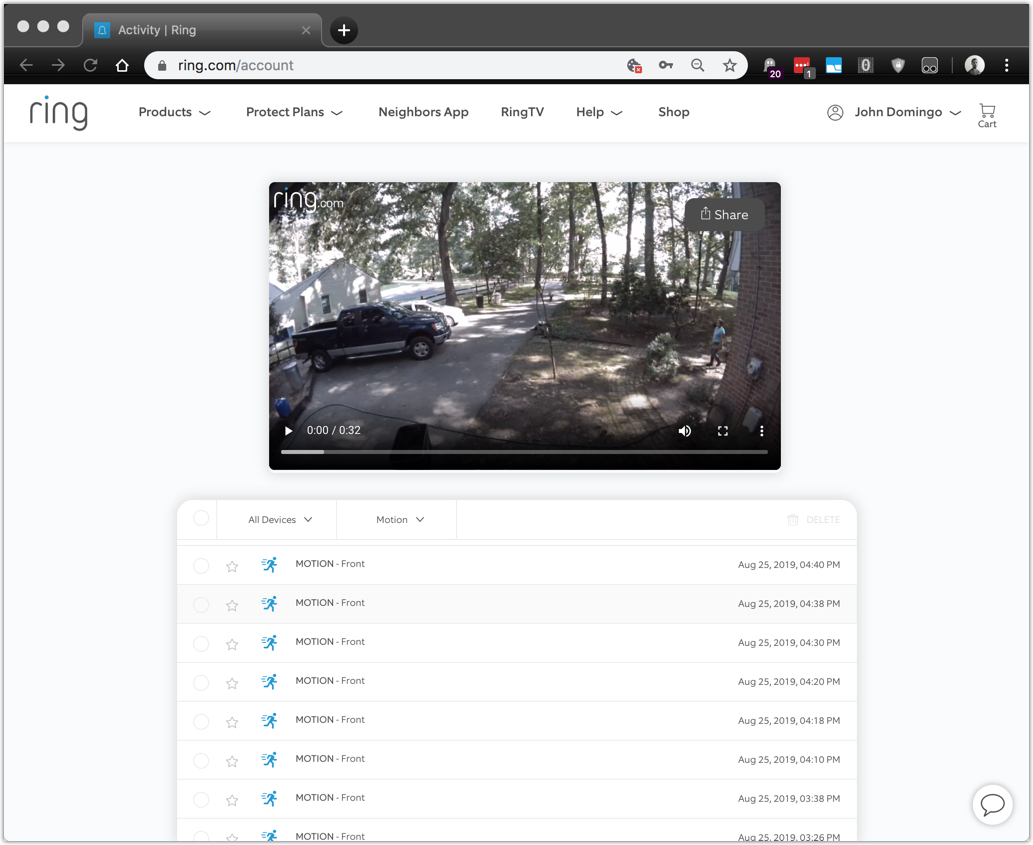 Activity | Ring
ring.com/account
20
1
ring
Products
Protect Plans
Neighbors App
RingTV
Help
Shop
John Domingo
Cart
ring.com
Share
0:00 / 0:32
All Devices
Motion
DELETE
MOTION - Front Aug 25, 2019, 04:40 PM
MOTION - Front Aug 25, 2019, 04:38 PM
MOTION - Front Aug 25, 2019, 04:30 PM
MOTION - Front Aug 25, 2019, 04:20 PM
MOTION - Front Aug 25, 2019, 04:18 PM
MOTION - Front Aug 25, 2019, 04:10 PM
MOTION - Front Aug 25, 2019, 03:38 PM
MOTION - Front Aug 25, 2019, 03:26 PM